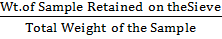 Wt.of Sample Retained on theSieve
Total Weight of the Sample